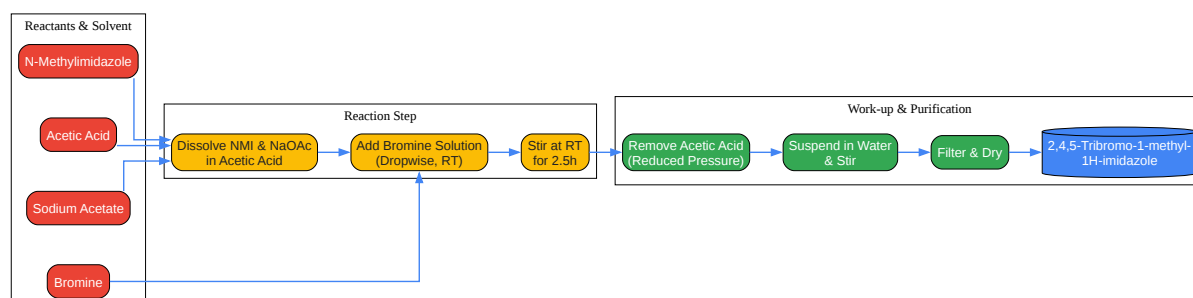 Reactants & Solvent
N-Methylimidazole
Acetic Acid
Sodium Acetate
Bromine
Reaction Step
Dissolve NMI & NaOAc
in Acetic Acid
Add Bromine Solution
(Dropwise, RT)
Stir at RT
for 2.5h
Work-up & Purification
Remove Acetic Acid
(Reduced Pressure)
Suspend in Water
& Stir
Filter & Dry
2,4,5-Tribromo-1-methyl-
1H-imidazole